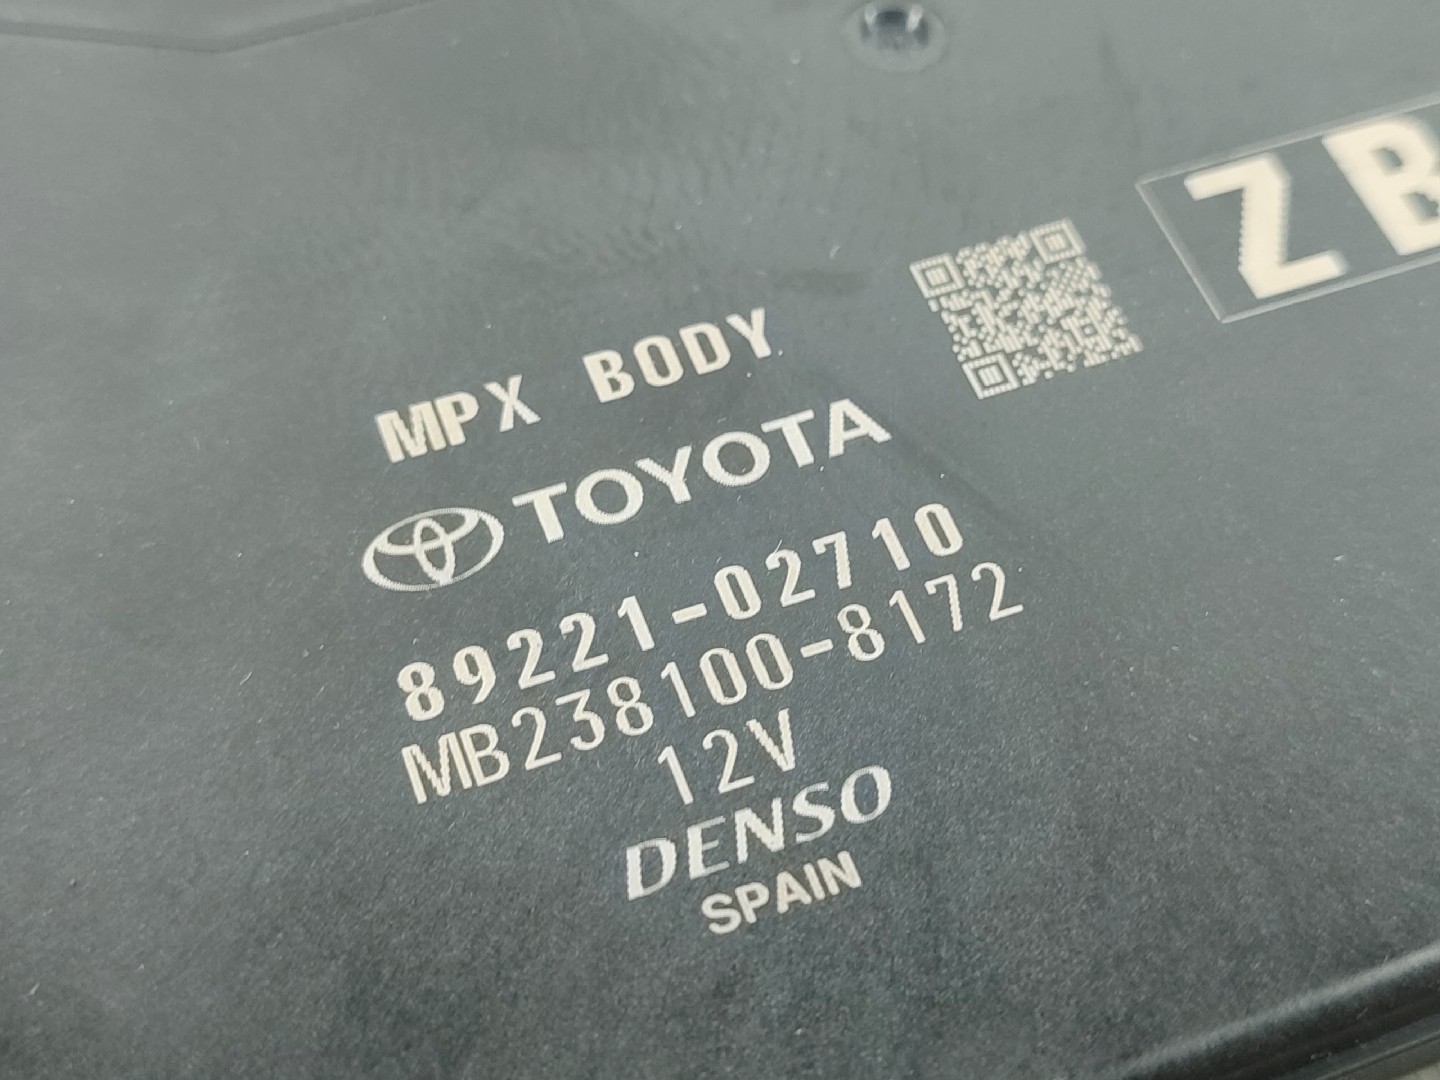 ZB
MPX BODY
TOYOTA
89221-02710
MB238100-8172
12V
DENSO
SPAIN